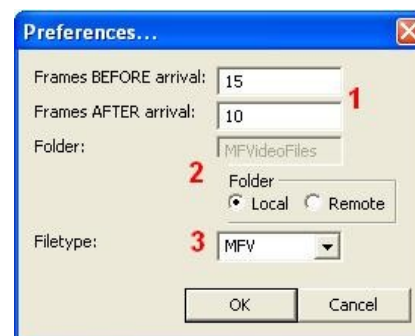 Preferences...
Frames BEFORE arrival: 15
1
Frames AFTER arrival: 10
Folder: MFVideoFiles
2
Folder
Local Remote
Filetype: 3 MFV
OK Cancel